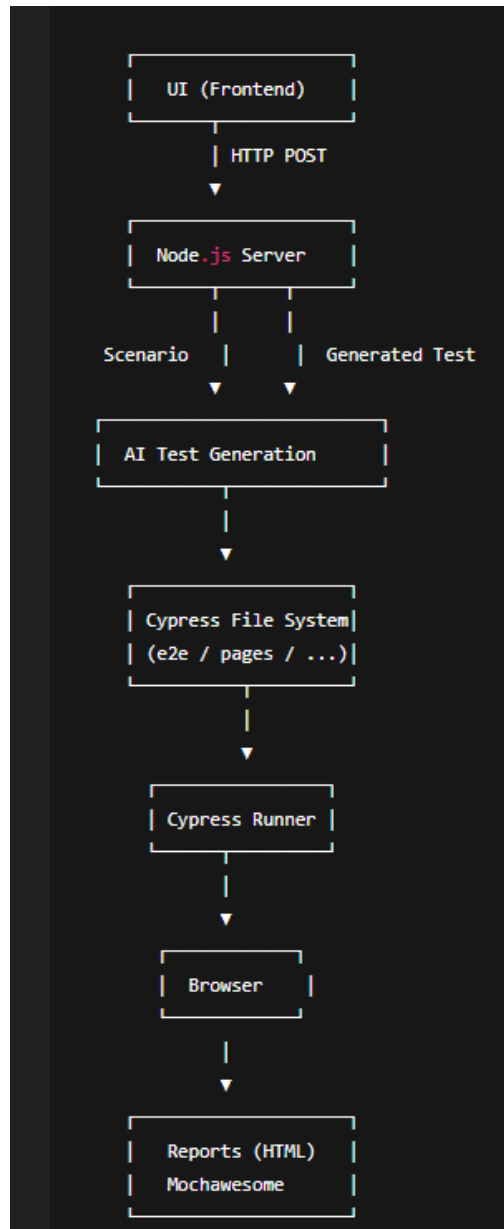 UI (Frontend)
HTTP POST
Node.js Server
Scenario Generated Test
AI Test Generation
Cypress File System
(e2e / pages / ...)
Cypress Runner
Browser
Reports (HTML)
Mochawesome